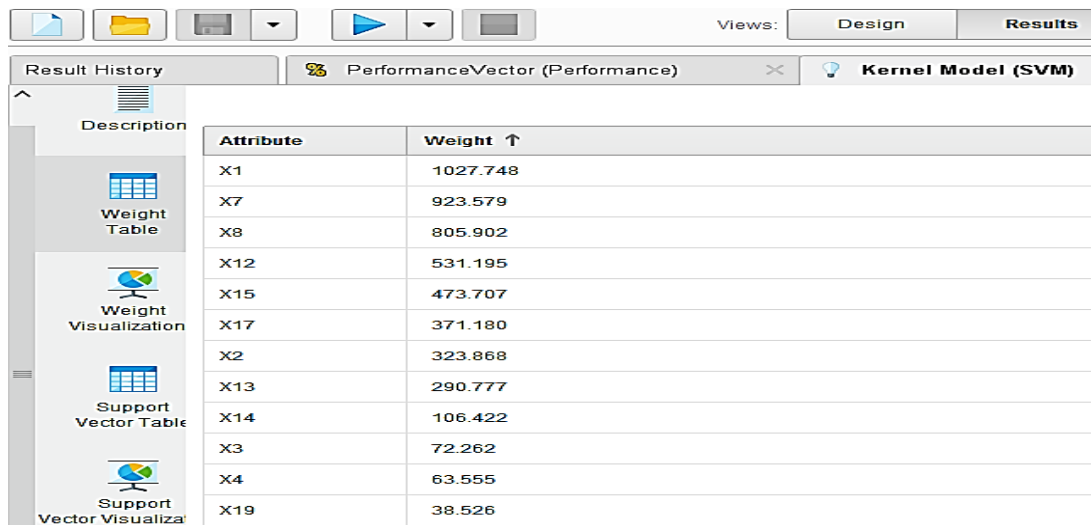 Views: Design Results
Result History % PerformanceVector (Performance) × Kernel Model (SVM)
Description
Weight
Table
Weight
Visualization
Support
Vector Table
Support
Vector Visualiza
Attribute Weight ↑
X1 1027.748
X7 923.579
X8 805.902
X12 531.195
X15 473.707
X17 371.180
X2 323.868
X13 290.777
X14 106.422
X3 72.262
X4 63.555
X19 38.526